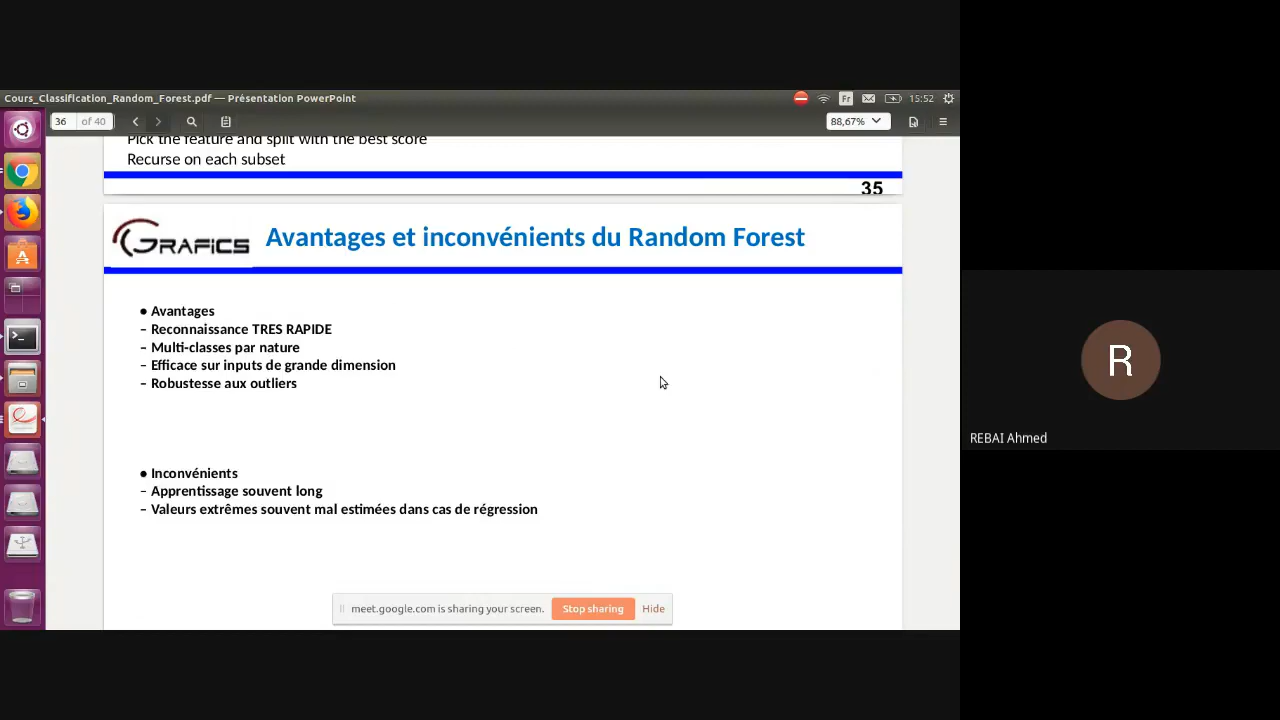 Cours_Classification_Random_Forest.pdf — Présentation PowerPoint
Fr
15:52
36 of 40
88,67%
Pick the feature and split with the best score
Recurse on each subset
35
GRAFICS
Avantages et inconvénients du Random Forest
• Avantages
– Reconnaissance TRES RAPIDE
– Multi-classes par nature
– Efficace sur inputs de grande dimension
– Robustesse aux outliers
• Inconvénients
– Apprentissage souvent long
– Valeurs extrêmes souvent mal estimées dans cas de régression
meet.google.com is sharing your screen. Stop sharing Hide
R
REBAI Ahmed